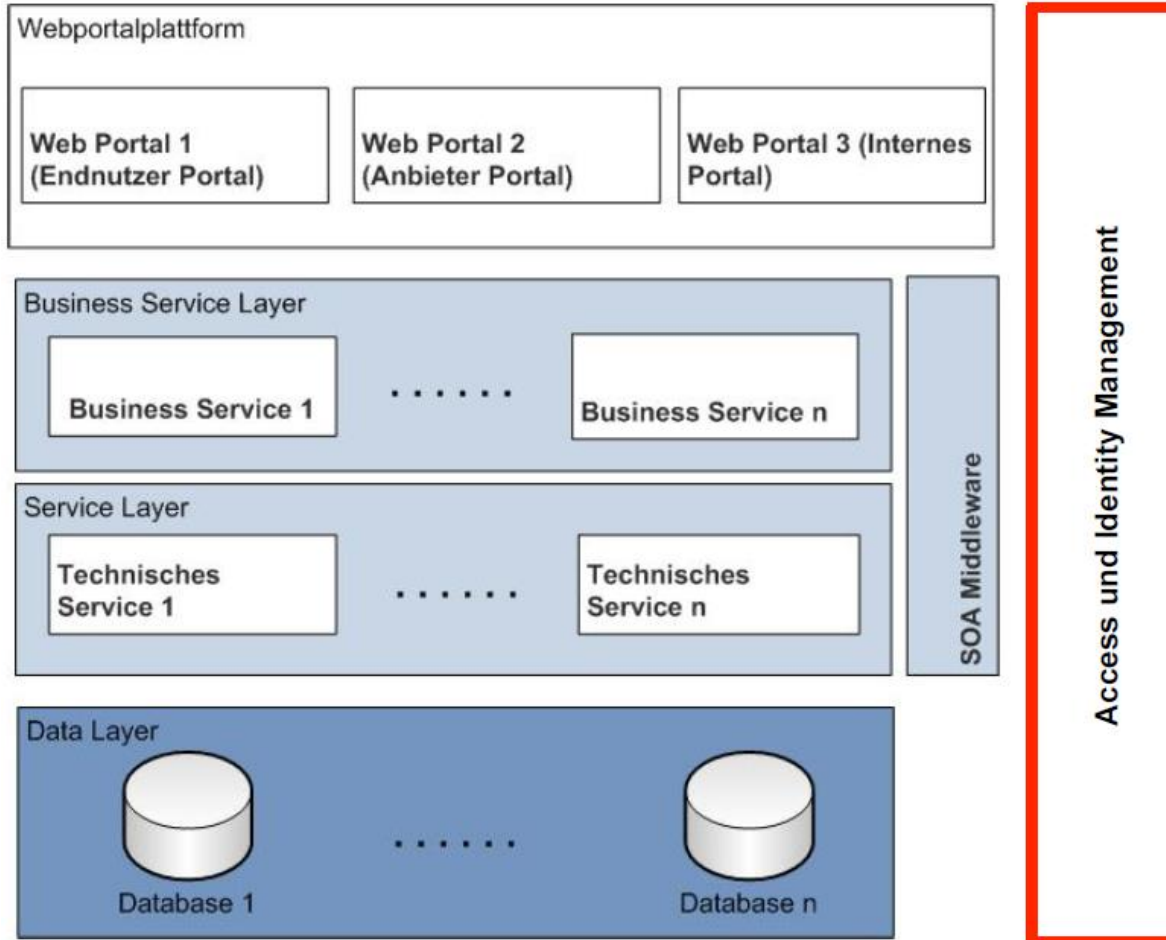 Webportalplattform
Web Portal 1
(Endnutzer Portal)
Web Portal 2
(Anbieter Portal)
Web Portal 3 (Internes
Portal)
Business Service Layer
Business Service 1
. . . . . .
Business Service n
Service Layer
Technisches
Service 1
. . . . . .
Technisches
Service n
SOA Middleware
Data Layer
Database 1
. . . . . .
Database n
Access und Identity Management